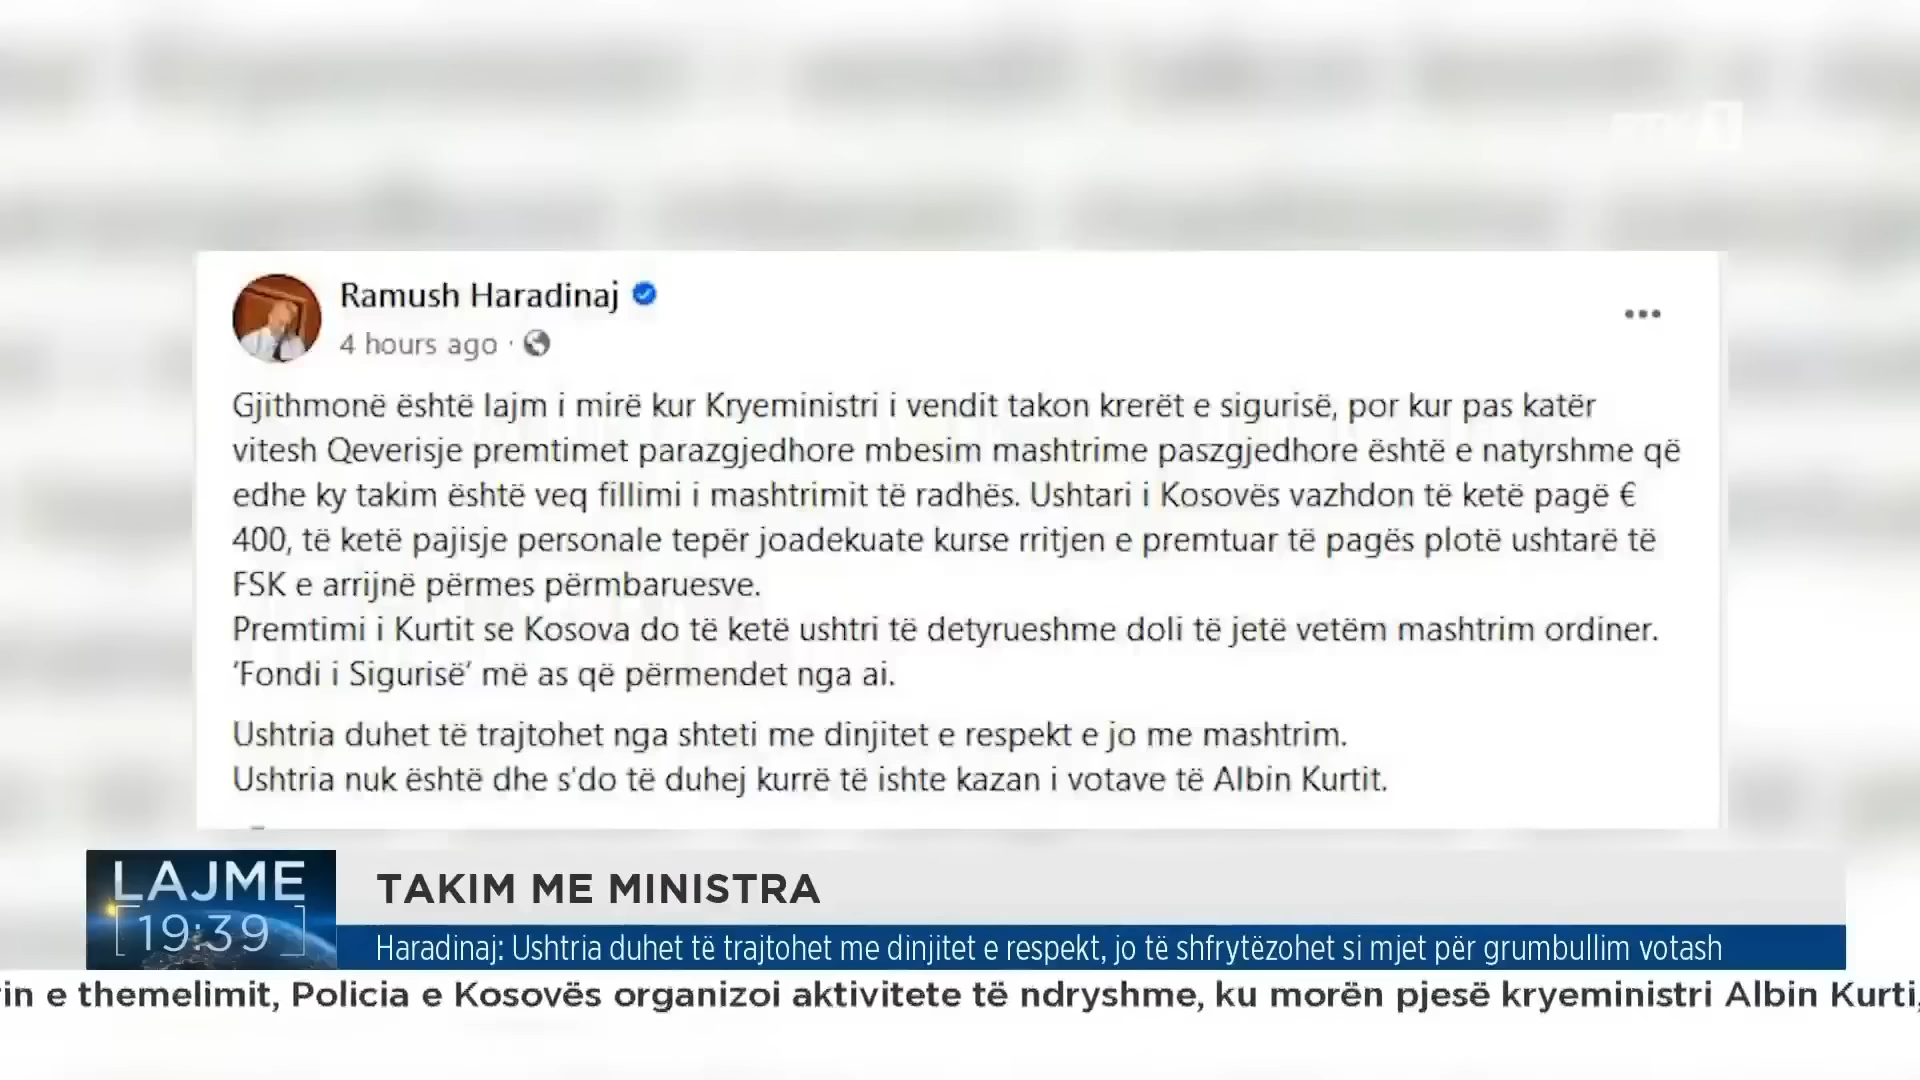 Ramush Haradinaj
4 hours ago ·
Gjithmonë është lajm i mirë kur Kryeministri i vendit takon krerët e sigurisë, por kur pas katër
vitesh Qeverisje premtimet parazgjedhore mbesim mashtrime paszgjedhore është e natyrshme që
edhe ky takim është veq fillimi i mashtrimit të radhës. Ushtari i Kosovës vazhdon të ketë pagë €
400, të ketë pajisje personale tepër joadekuate kurse rritjen e premtuar të pagës plotë ushtarë të
FSK e arrijnë përmes përmbaruesve.
Premtimi i Kurtit se Kosova do të ketë ushtri të detyrueshme doli të jetë vetëm mashtrim ordiner.
'Fondi i Sigurisë' më as që përmendet nga ai.
Ushtria duhet të trajtohet nga shteti me dinjitet e respekt e jo me mashtrim.
Ushtria nuk është dhe s'do të duhej kurrë të ishte kazan i votave të Albin Kurtit.
LAJME
19:39
TAKIM ME MINISTRA
Haradinaj: Ushtria duhet të trajtohet me dinjitet e respekt, jo të shfrytëzohet si mjet për grumbullim votash
in e themelimit, Policia e Kosovës organizoi aktivitete të ndryshme, ku morën pjesë kryeministri Albin Kurti,